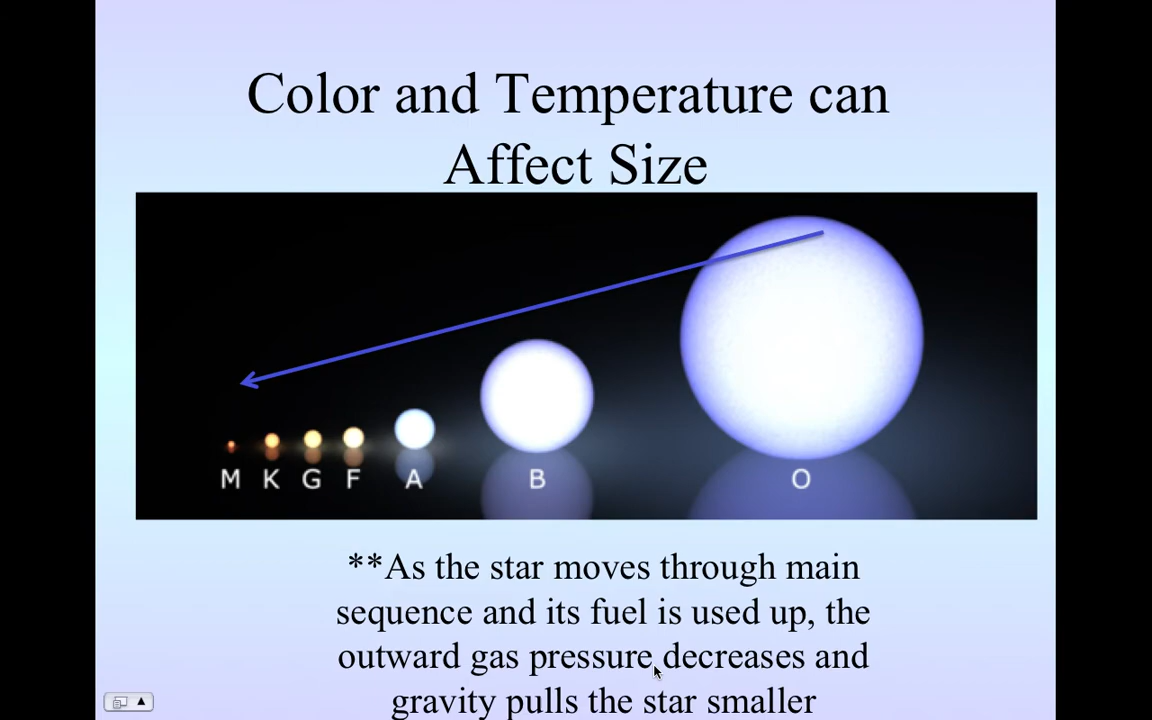 Color and Temperature can
Affect Size
M K G F A B O
**As the star moves through main
sequence and its fuel is used up, the
outward gas pressure decreases and
gravity pulls the star smaller